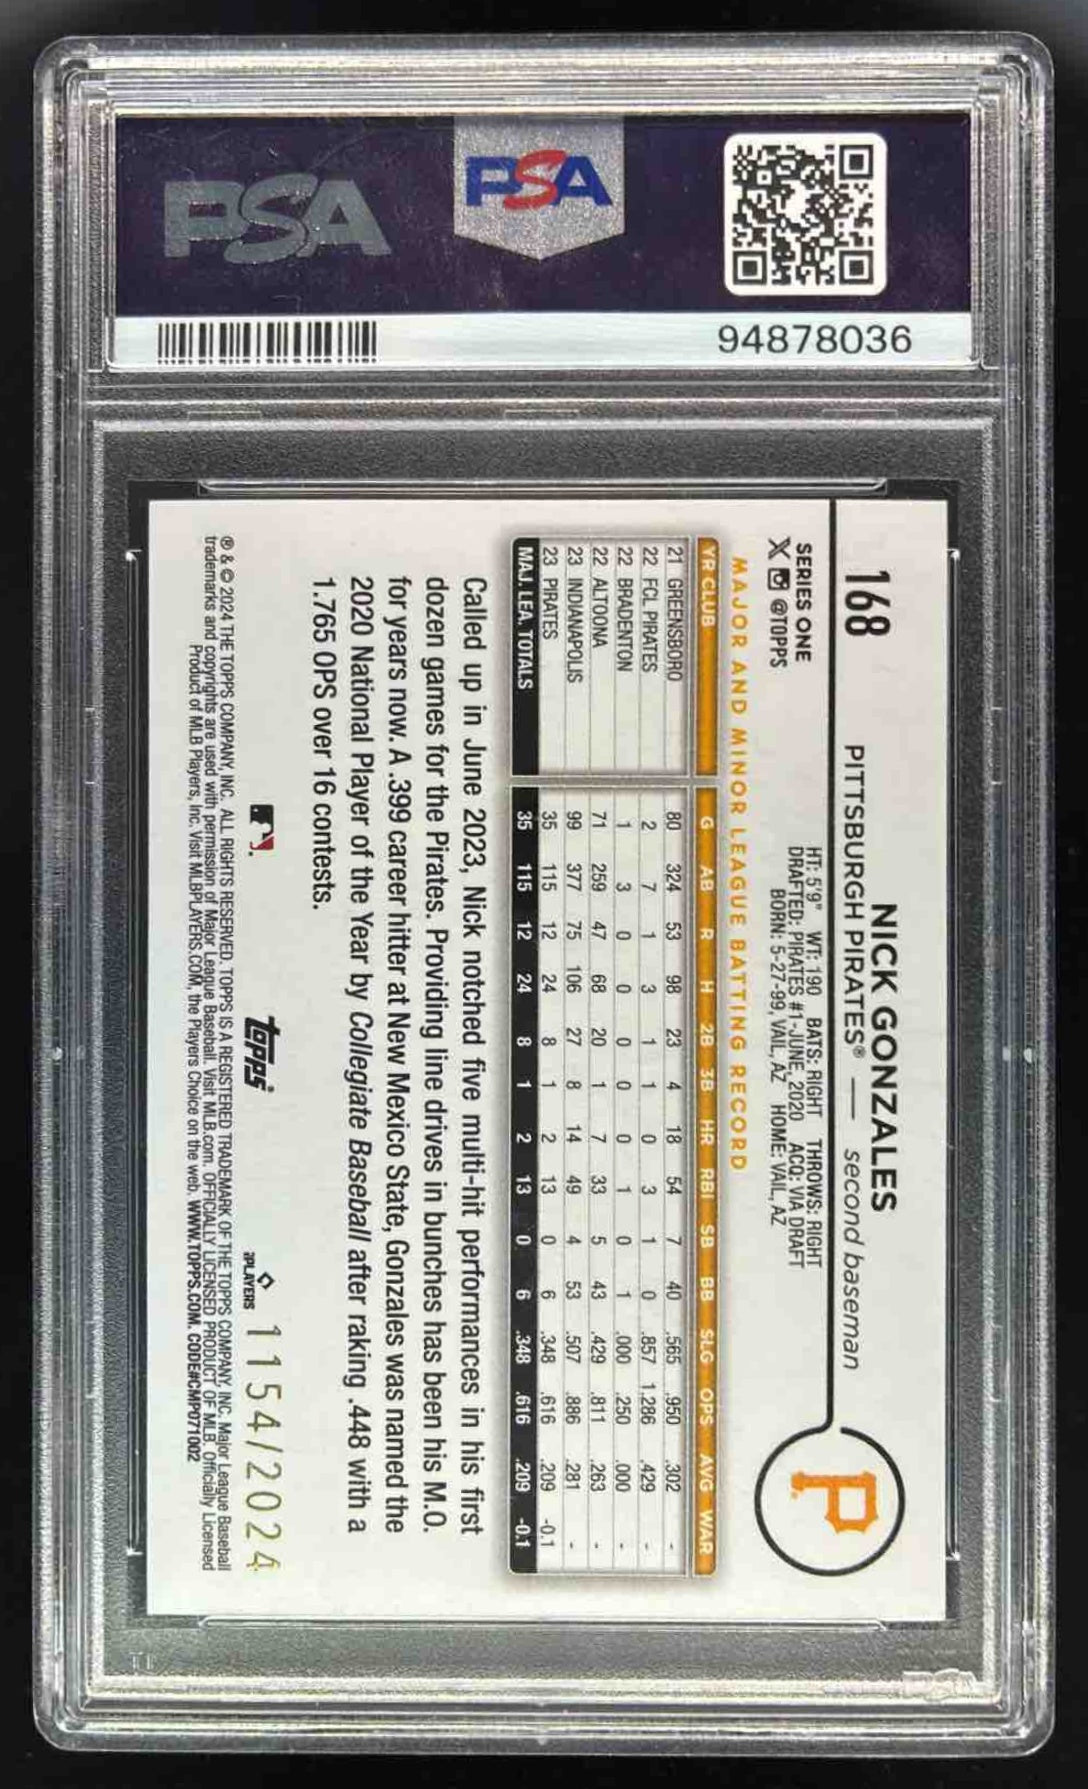 PSA
PSA
94878036
168
NICK GONZALES
PITTSBURGH PIRATES® — second baseman
SERIES ONE
X @TOPPS
HT: 5'9" WT: 190 BATS: RIGHT THROWS: RIGHT
DRAFTED: PIRATES #1-JUNE, 2020 ACQ: VIA DRAFT
BORN: 5-27-99, VAIL, AZ HOME: VAIL, AZ
P
MAJOR AND MINOR LEAGUE BATTING RECORD
YR CLUB G AB R H 2B 3B HR RBI SB BB SLG OPS AVG WAR
21 GREENSBORO 80 324 53 98 23 4 18 54 7 40 .565 .950 .302 -
22 FCL PIRATES 2 7 1 3 1 1 0 3 1 0 .857 1.286 .429 -
22 BRADENTON 1 3 0 0 0 0 0 1 0 1 .000 .250 .000 -
22 ALTOONA 71 259 47 68 20 1 7 33 5 43 .429 .811 .263 -
23 INDIANAPOLIS 99 377 75 106 27 8 14 49 4 53 .507 .886 .281 -
23 PIRATES 35 115 12 24 8 1 2 13 0 6 .348 .616 .209 -0.1
MAJ. LEA. TOTALS 35 115 12 24 8 1 2 13 0 6 .348 .616 .209 -0.1
Called up in June 2023, Nick notched five multi-hit performances in his first
dozen games for the Pirates. Providing line drives in bunches has been his M.O.
for years now. A .399 career hitter at New Mexico State, Gonzales was named the
2020 National Player of the Year by Collegiate Baseball after raking .448 with a
1.765 OPS over 16 contests.
topps
PLAYERS
1154/2024
® & © 2024 THE TOPPS COMPANY, INC. ALL RIGHTS RESERVED. TOPPS IS A REGISTERED TRADEMARK OF THE TOPPS COMPANY, INC. Major League Baseball
trademarks and copyrights are used with permission of Major League Baseball. Visit MLB.com. OFFICIALLY LICENSED PRODUCT OF MLB. Officially Licensed
Product of MLB Players, Inc. Visit MLBPLAYERS.COM, the Players Choice on the web. WWW.TOPPS.COM. CODE#CMP071002
PSA